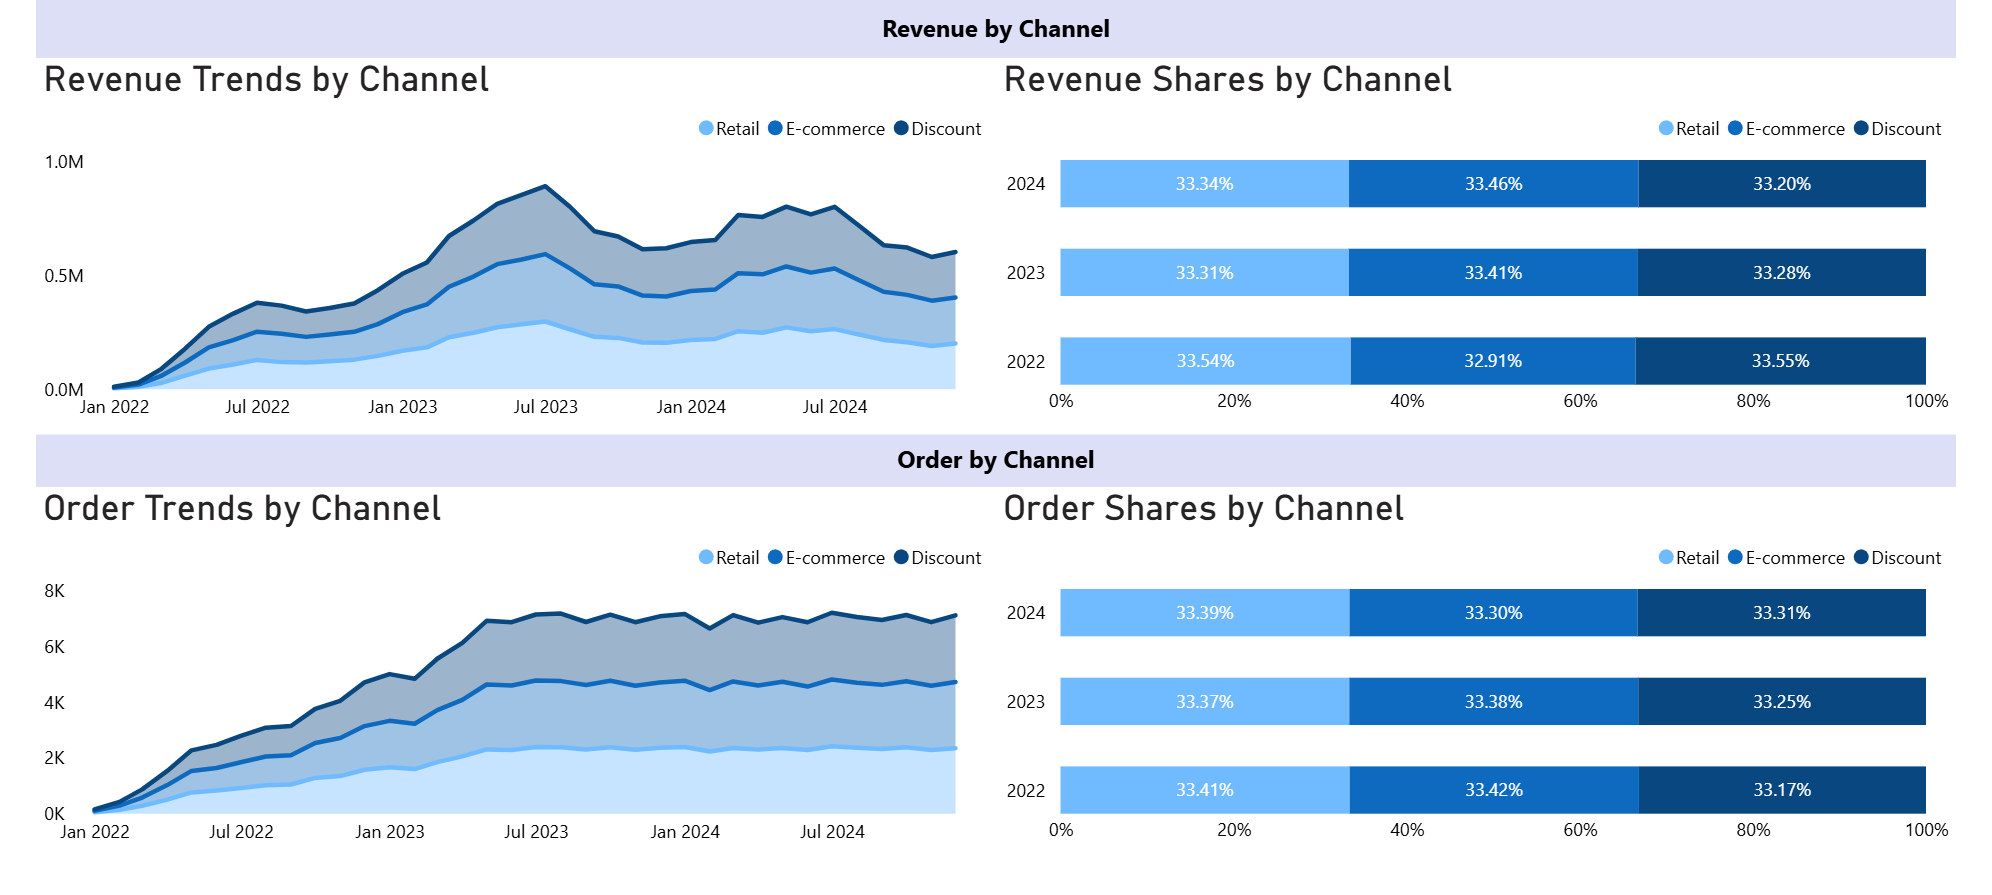 Revenue by Channel
Revenue Trends by Channel
Retail E-commerce Discount
1.0M
0.5M
0.0M
Jan 2022 Jul 2022 Jan 2023 Jul 2023 Jan 2024 Jul 2024
Revenue Shares by Channel
Retail E-commerce Discount
2024 33.34% 33.46% 33.20%
2023 33.31% 33.41% 33.28%
2022 33.54% 32.91% 33.55%
0% 20% 40% 60% 80% 100%
Order by Channel
Order Trends by Channel
Retail E-commerce Discount
8K
6K
4K
2K
0K
Jan 2022 Jul 2022 Jan 2023 Jul 2023 Jan 2024 Jul 2024
Order Shares by Channel
Retail E-commerce Discount
2024 33.39% 33.30% 33.31%
2023 33.37% 33.38% 33.25%
2022 33.41% 33.42% 33.17%
0% 20% 40% 60% 80% 100%